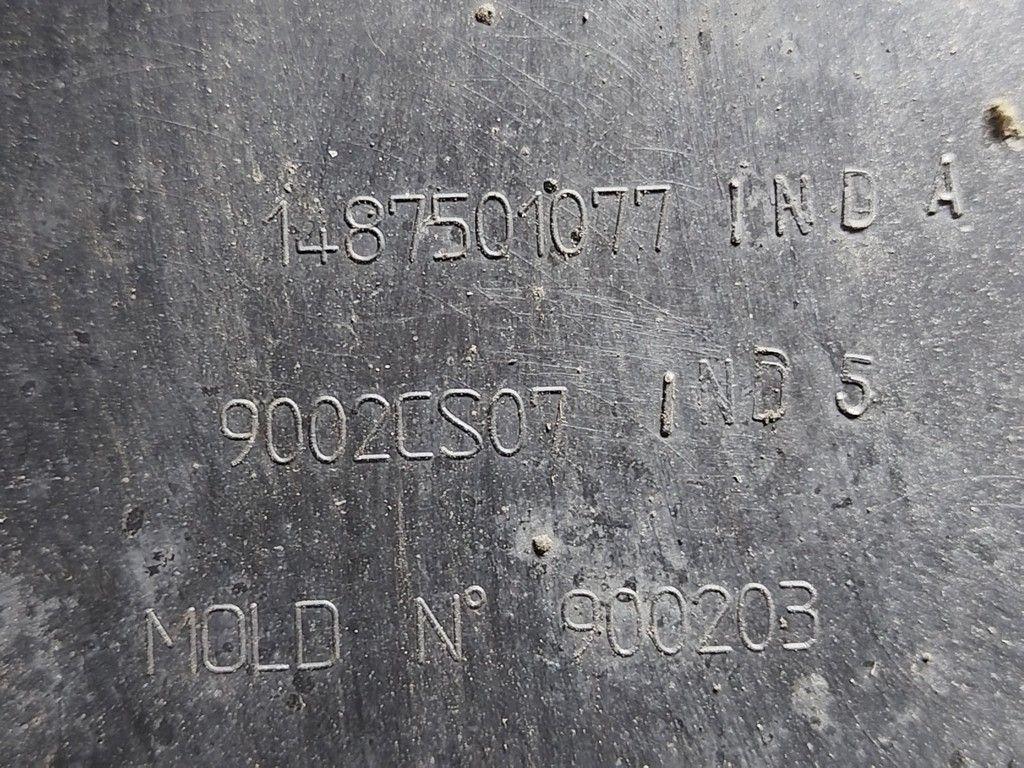 1487501077 IND A
9002CS07 IND 5
MOLD N° 900203